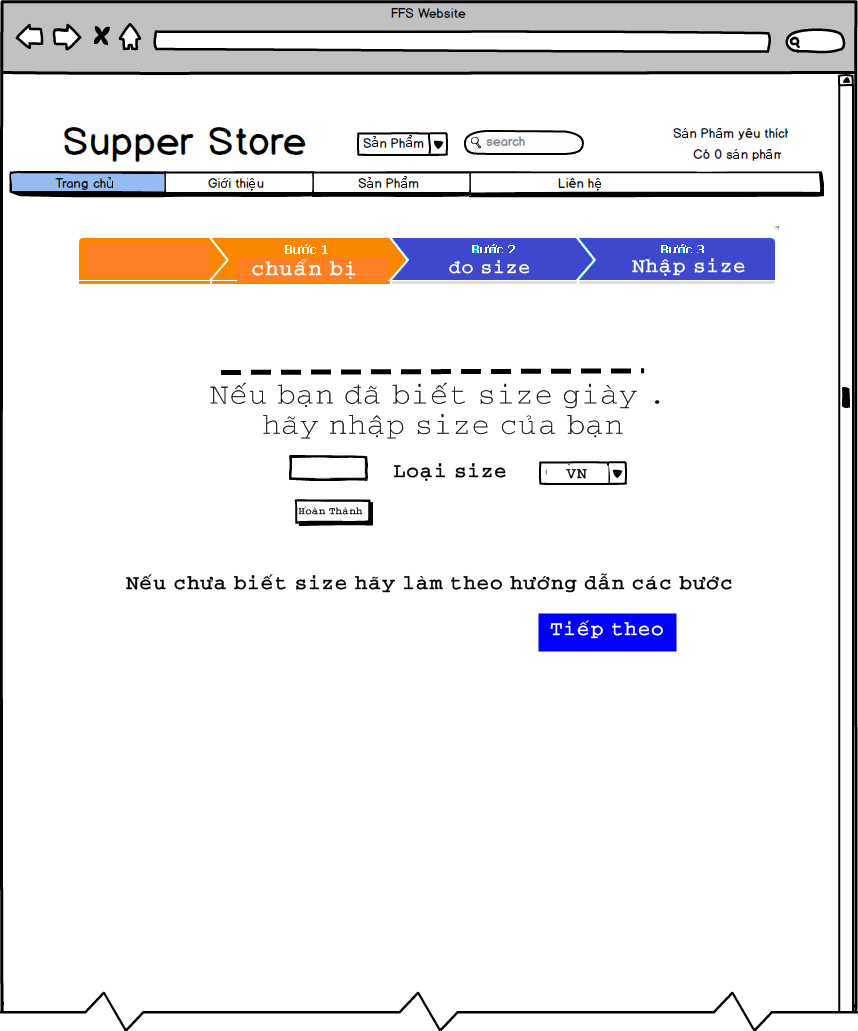 FFS Website
Supper Store
Sản Phẩm
search
Sản Phẩm yêu thích
Có 0 sản phẩm
Trang chủ
Giới thiệu
Sản Phẩm
Liên hệ
Bước 1
chuẩn bị
Bước 2
đo size
Bước 3
Nhập size
Nếu bạn đã biết size giày .
hãy nhập size của bạn
Loại size
VN
Hoàn Thành
Nếu chưa biết size hãy làm theo hướng dẫn các bước
Tiếp theo